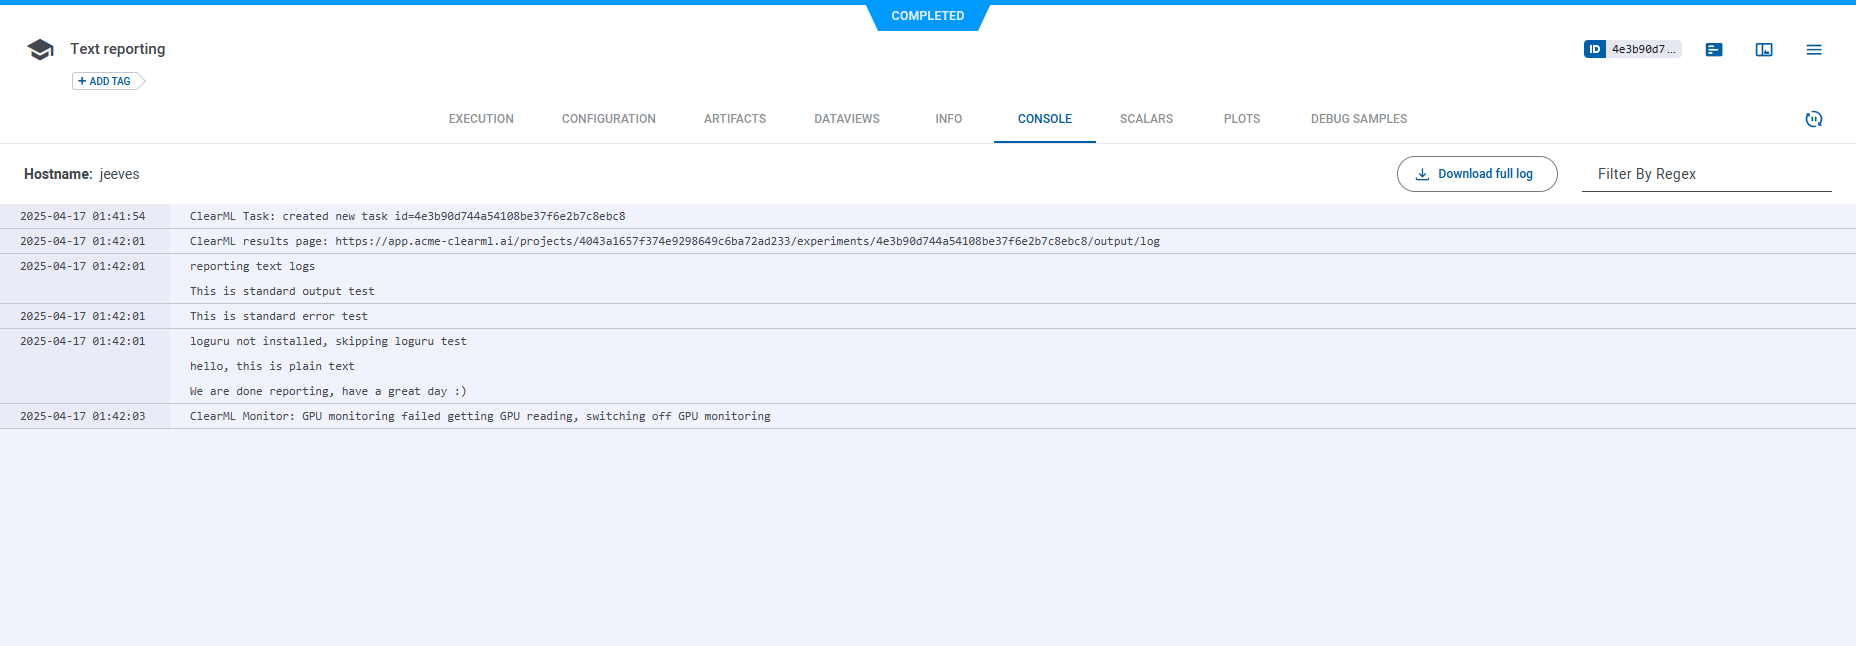 COMPLETED
Text reporting
ID 4e3b90d7...
+ ADD TAG
EXECUTION CONFIGURATION ARTIFACTS DATAVIEWS INFO CONSOLE SCALARS PLOTS DEBUG SAMPLES
Hostname: jeeves
Download full log
Filter By Regex
2025-04-17 01:41:54 ClearML Task: created new task id=4e3b90d744a54108be37f6e2b7c8ebc8
2025-04-17 01:42:01 ClearML results page: https://app.acme-clearml.ai/projects/4043a1657f374e9298649c6ba72ad233/experiments/4e3b90d744a54108be37f6e2b7c8ebc8/output/log
2025-04-17 01:42:01 reporting text logs
This is standard output test
2025-04-17 01:42:01 This is standard error test
2025-04-17 01:42:01 loguru not installed, skipping loguru test
hello, this is plain text
We are done reporting, have a great day :)
2025-04-17 01:42:03 ClearML Monitor: GPU monitoring failed getting GPU reading, switching off GPU monitoring